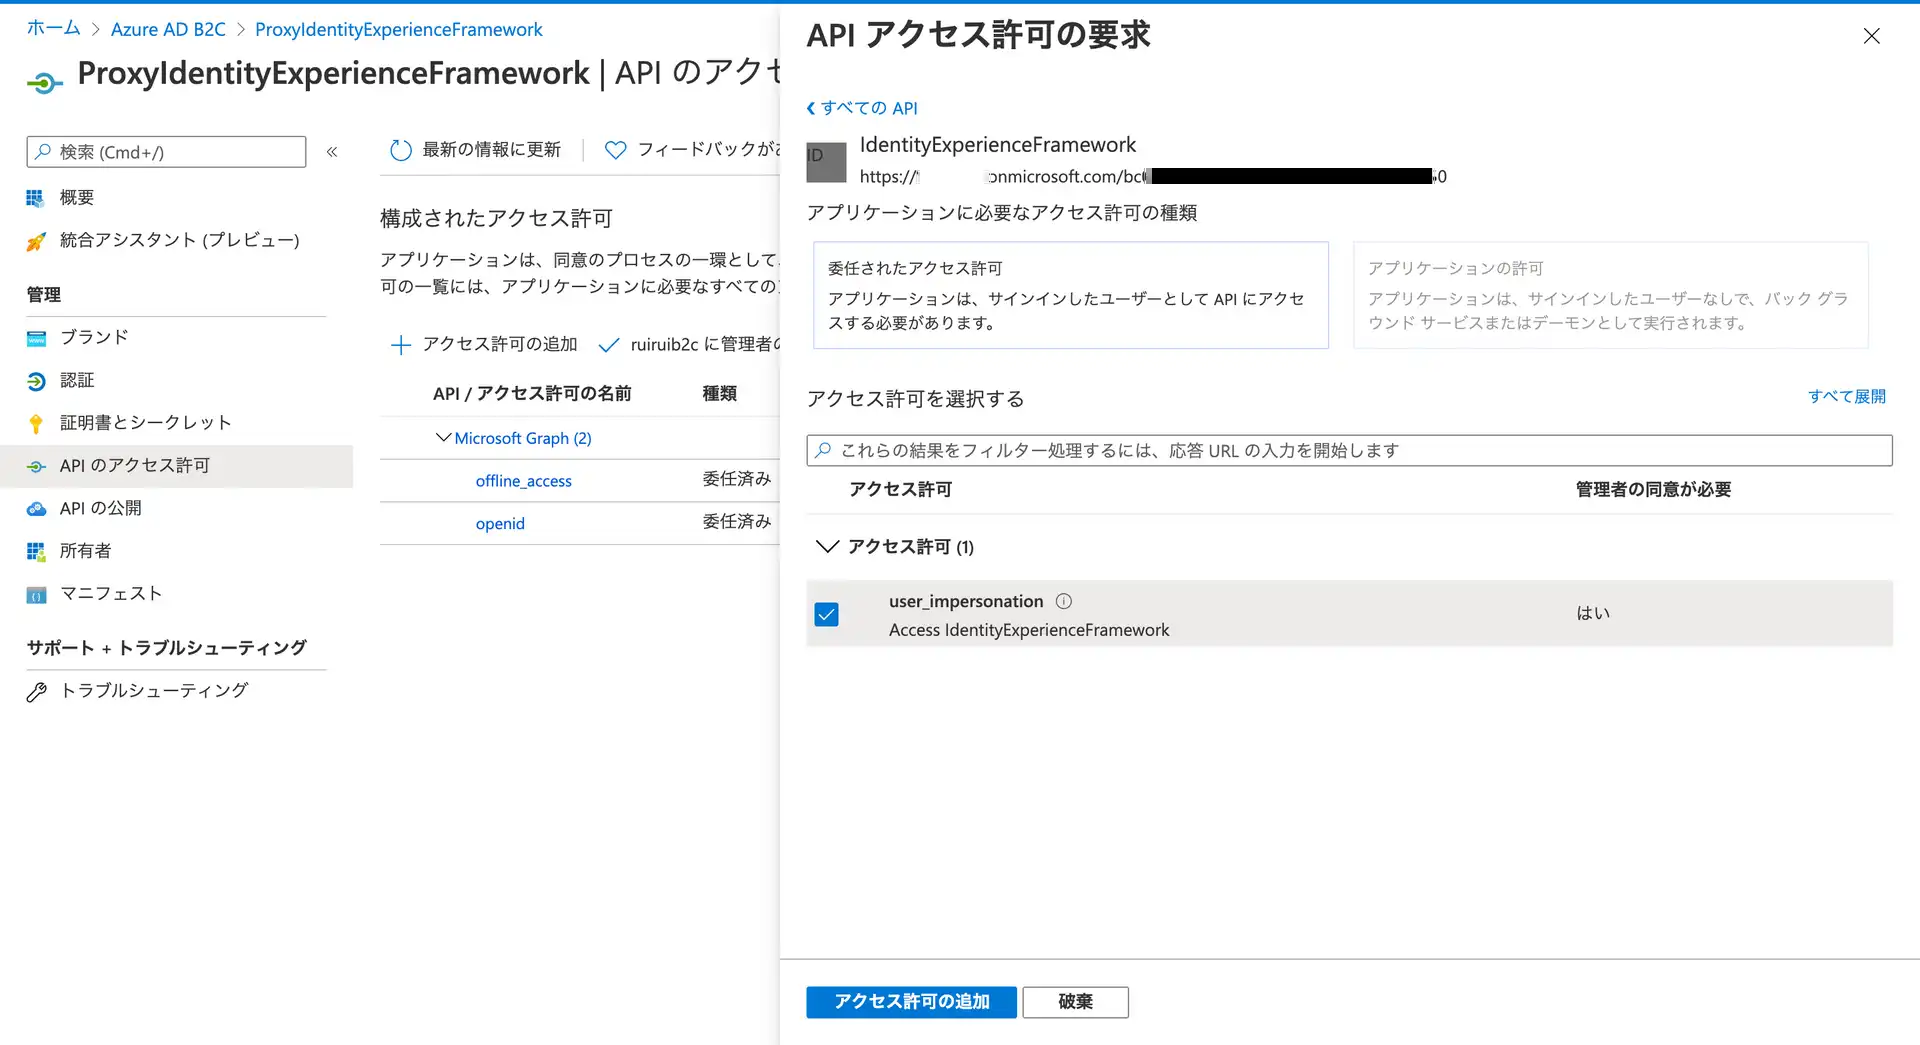 ホーム > Azure AD B2C > ProxyIdentityExperienceFramework
ProxyIdentityExperienceFramework | API のアクセ
検索 (Cmd+/)
概要
統合アシスタント (プレビュー)
管理
ブランド
認証
証明書とシークレット
API のアクセス許可
API の公開
所有者
マニフェスト
サポート + トラブルシューティング
トラブルシューティング
最新の情報に更新
フィードバックが
構成されたアクセス許可
アプリケーションは、同意のプロセスの一環として、
可の一覧には、アプリケーションに必要なすべての
アクセス許可の追加
ruiruib2c に管理者の
API / アクセス許可の名前 種類
Microsoft Graph (2)
offline_access 委任済み
openid 委任済み
API アクセス許可の要求
すべての API
ID
IdentityExperienceFramework
https:// onmicrosoft.com/bc 0
アプリケーションに必要なアクセス許可の種類
委任されたアクセス許可
アプリケーションは、サインインしたユーザーとして API にアクセ
スする必要があります。
アプリケーションの許可
アプリケーションは、サインインしたユーザーなしで、バック グラ
ウンド サービスまたはデーモンとして実行されます。
アクセス許可を選択する
すべて展開
これらの結果をフィルター処理するには、応答 URL の入力を開始します
アクセス許可 管理者の同意が必要
アクセス許可 (1)
user_impersonation
Access IdentityExperienceFramework
はい
アクセス許可の追加
破棄